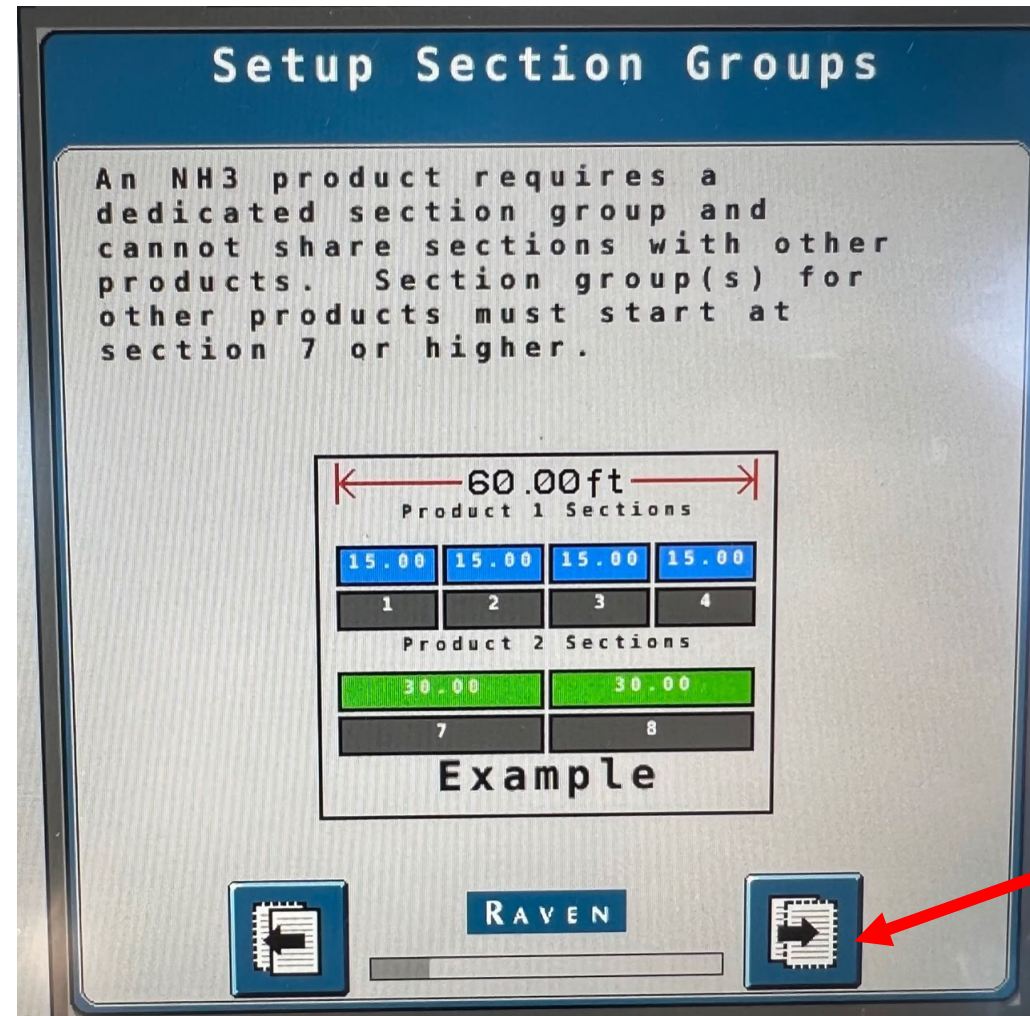 Setup Section Groups
An NH3 product requires a
dedicated section group and
cannot share sections with other
products. Section group(s) for
other products must start at
section 7 or higher.
60.00ft
Product 1 Sections
15.00 15.00 15.00 15.00
1 2 3 4
Product 2 Sections
30.00 30.00
7 8
Example
RAVEN